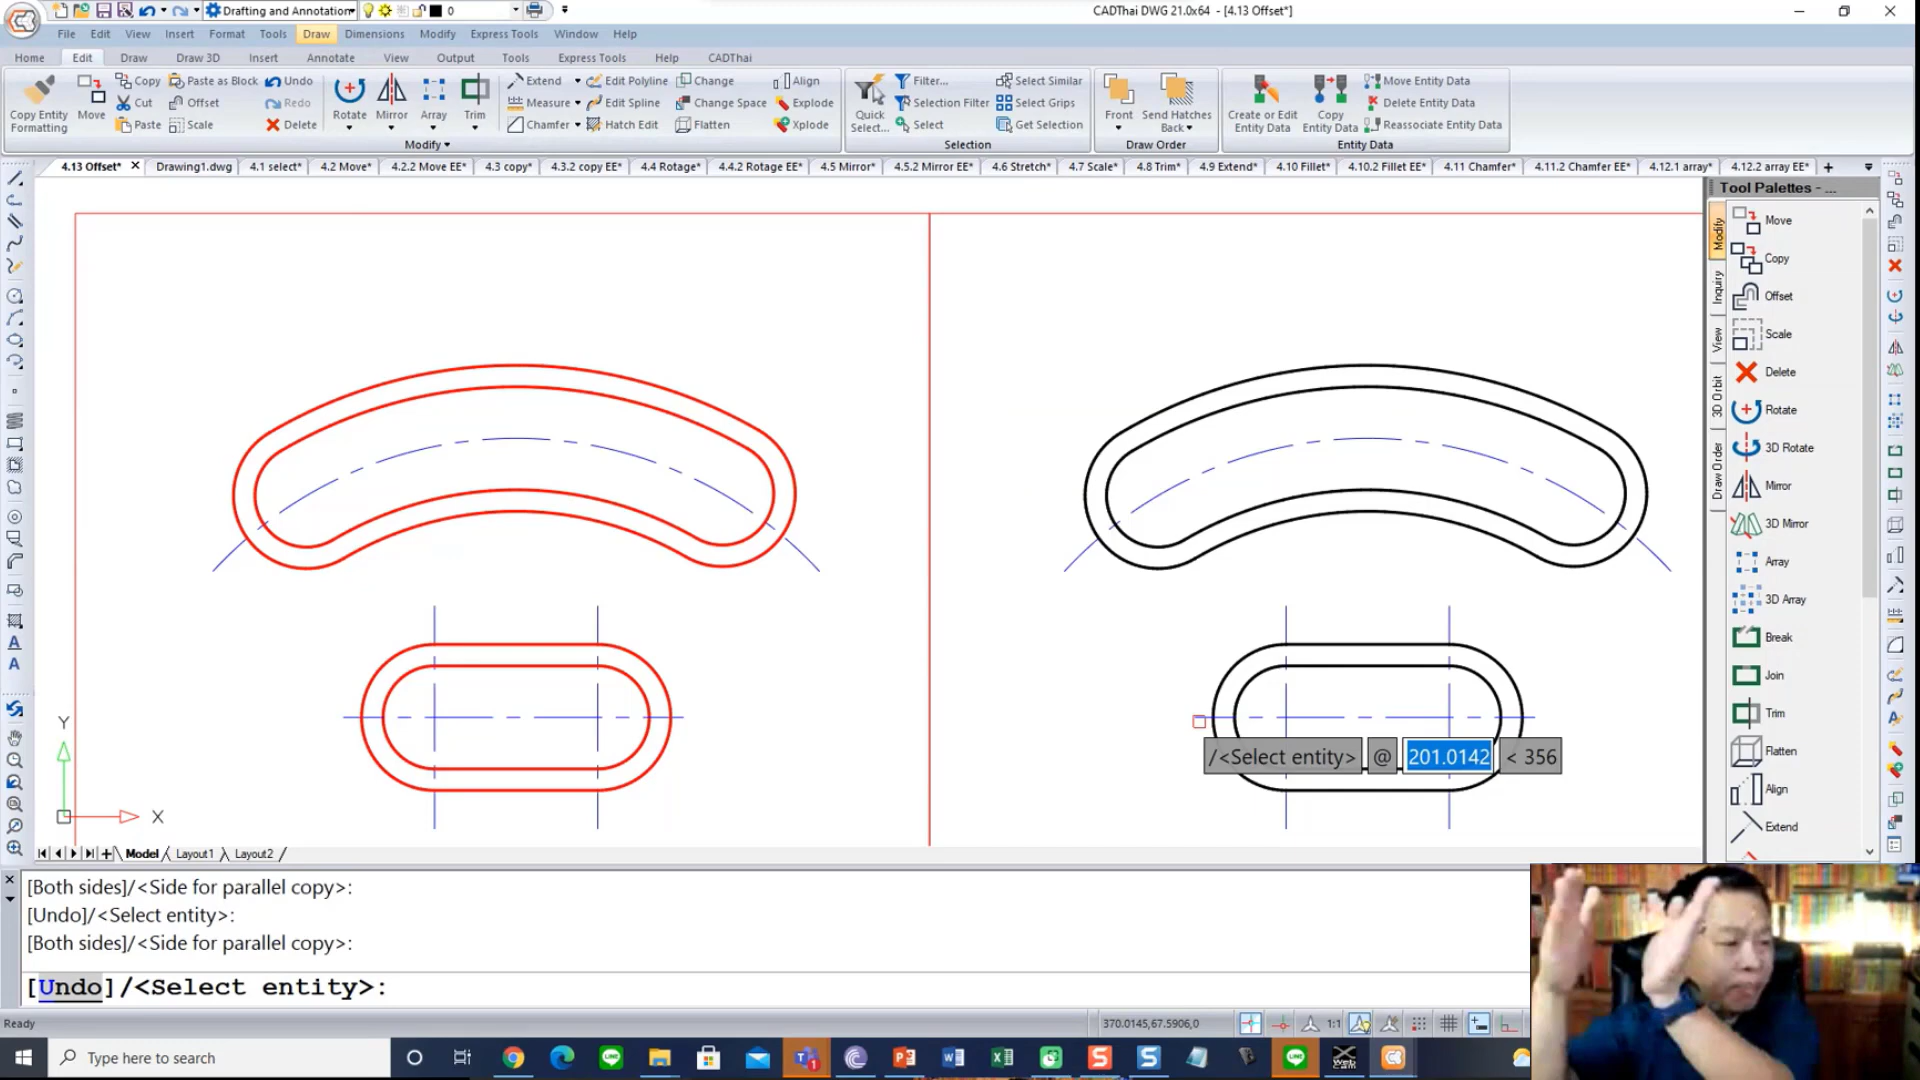 Drafting and Annotation
0
CADThai DWG 21.0x64 - [4.13 Offset*]
File Edit View Insert Format Tools Draw Dimensions Modify Express Tools Window Help
Home Edit Draw Draw 3D Insert Annotate View Output Tools Express Tools Help CADThai
Copy Entity Formatting
Move
Copy
Cut
Paste
Paste as Block
Offset
Scale
Undo
Redo
Delete
Rotate
Mirror
Array
Trim
Extend
Measure
Chamfer
Edit Polyline
Edit Spline
Hatch Edit
Change
Change Space
Flatten
Align
Explode
Xplode
Modify
Quick Select...
Filter...
Selection Filter
Select
Select Similar
Select Grips
Get Selection
Selection
Front
Send Hatches Back
Draw Order
Create or Edit Entity Data
Copy Entity Data
Move Entity Data
Delete Entity Data
Reassociate Entity Data
Entity Data
4.13 Offset* Drawing1.dwg 4.1 select* 4.2 Move* 4.2.2 Move EE* 4.3 copy* 4.3.2 copy EE* 4.4 Rotage* 4.4.2 Rotage EE* 4.5 Mirror* 4.5.2 Mirror EE* 4.6 Stretch* 4.7 Scale* 4.8 Trim* 4.9 Extend* 4.10 Fillet* 4.10.2 Fillet EE* 4.11 Chamfer* 4.11.2 Chamfer EE* 4.12.1 array* 4.12.2 array EE*
Tool Palettes - ...
Modify
Inquiry
View
3D Orbit
Draw Order
Move
Copy
Offset
Scale
Delete
Rotate
3D Rotate
Mirror
3D Mirror
Array
3D Array
Break
Join
Trim
Flatten
Align
Extend
Y
X
/<Select entity> @ 201.0142 < 356
Model Layout1 Layout2
[Both sides]/<Side for parallel copy>:
[Undo]/<Select entity>:
[Both sides]/<Side for parallel copy>:
[Undo]/<Select entity>:
Ready
370.0145,67.5906,0
1:1
Type here to search